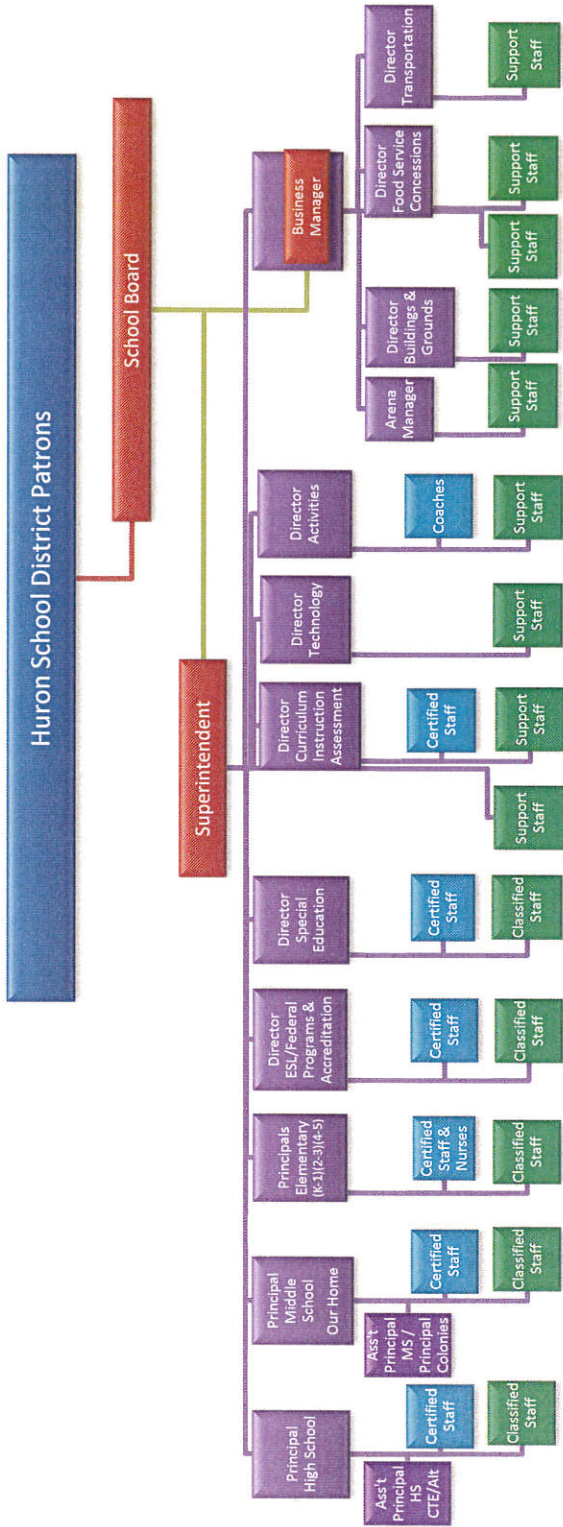 Huron School District Patrons
School Board
Superintendent
Business
Manager
Principal
High School
Principal
Middle
School
Our Home
Principals
Elementary
(K-1)(2-3)(4-5)
Director
ESL/Federal
Programs &
Accreditation
Director
Special
Education
Director
Curriculum
Instruction
Assessment
Director
Technology
Director
Activities
Arena
Manager
Director
Buildings &
Grounds
Director
Food Service
Concessions
Director
Transportation
Ass't
Principal
HS
CTE/Alt
Certified
Staff
Classified
Staff
Ass't
Principal
MS /
Principal
Colonies
Certified
Staff
Classified
Staff
Certified
Staff &
Nurses
Classified
Staff
Certified
Staff
Classified
Staff
Certified
Staff
Classified
Staff
Support
Staff
Certified
Staff
Support
Staff
Support
Staff
Coaches
Support
Staff
Support
Staff
Support
Staff
Support
Staff
Support
Staff
Support
Staff